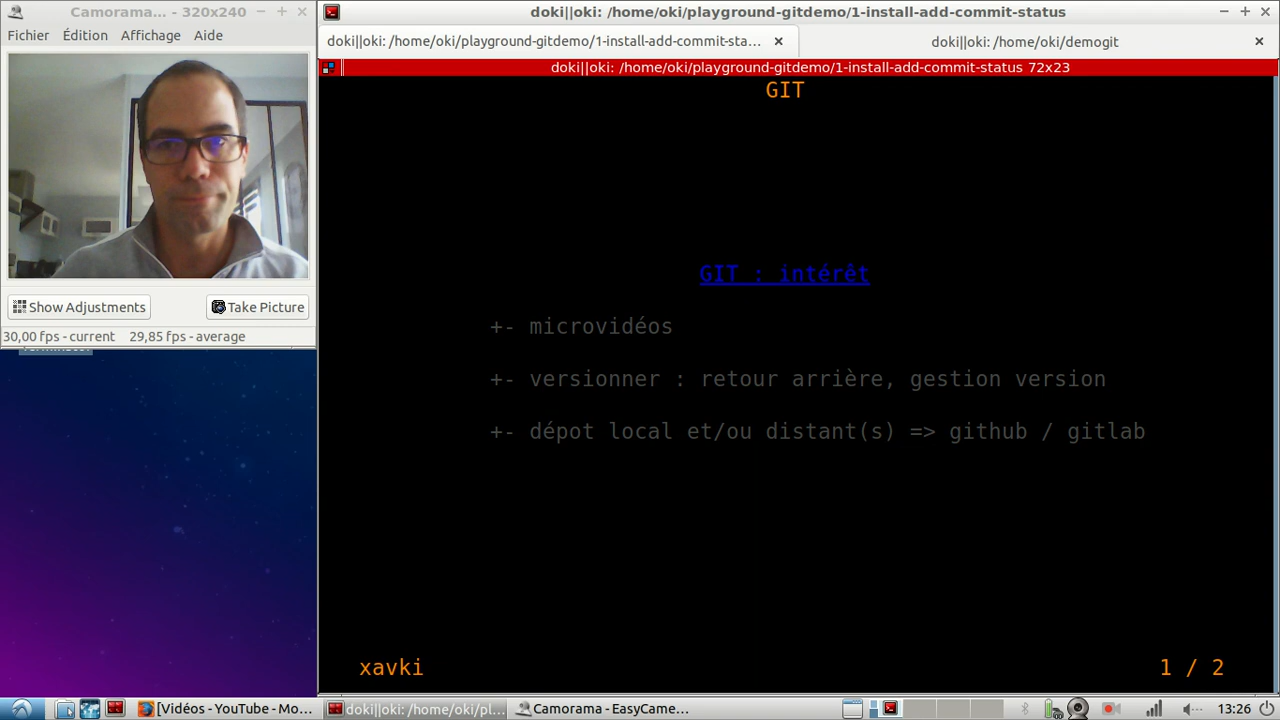 Camorama... - 320x240
Fichier Édition Affichage Aide
Show Adjustments Take Picture
30,00 fps - current 29,85 fps - average
doki||oki: /home/oki/playground-gitdemo/1-install-add-commit-status
doki||oki: /home/oki/playground-gitdemo/1-install-add-commit-sta...
doki||oki: /home/oki/demogit
doki||oki: /home/oki/playground-gitdemo/1-install-add-commit-status 72x23
GIT
GIT : intérêt
+- microvidéos
+- versionner : retour arrière, gestion version
+- dépot local et/ou distant(s) => github / gitlab
xavki 1 / 2
[Vidéos - YouTube - Mo... doki||oki: /home/oki/pl... Camorama - EasyCame... 13:26